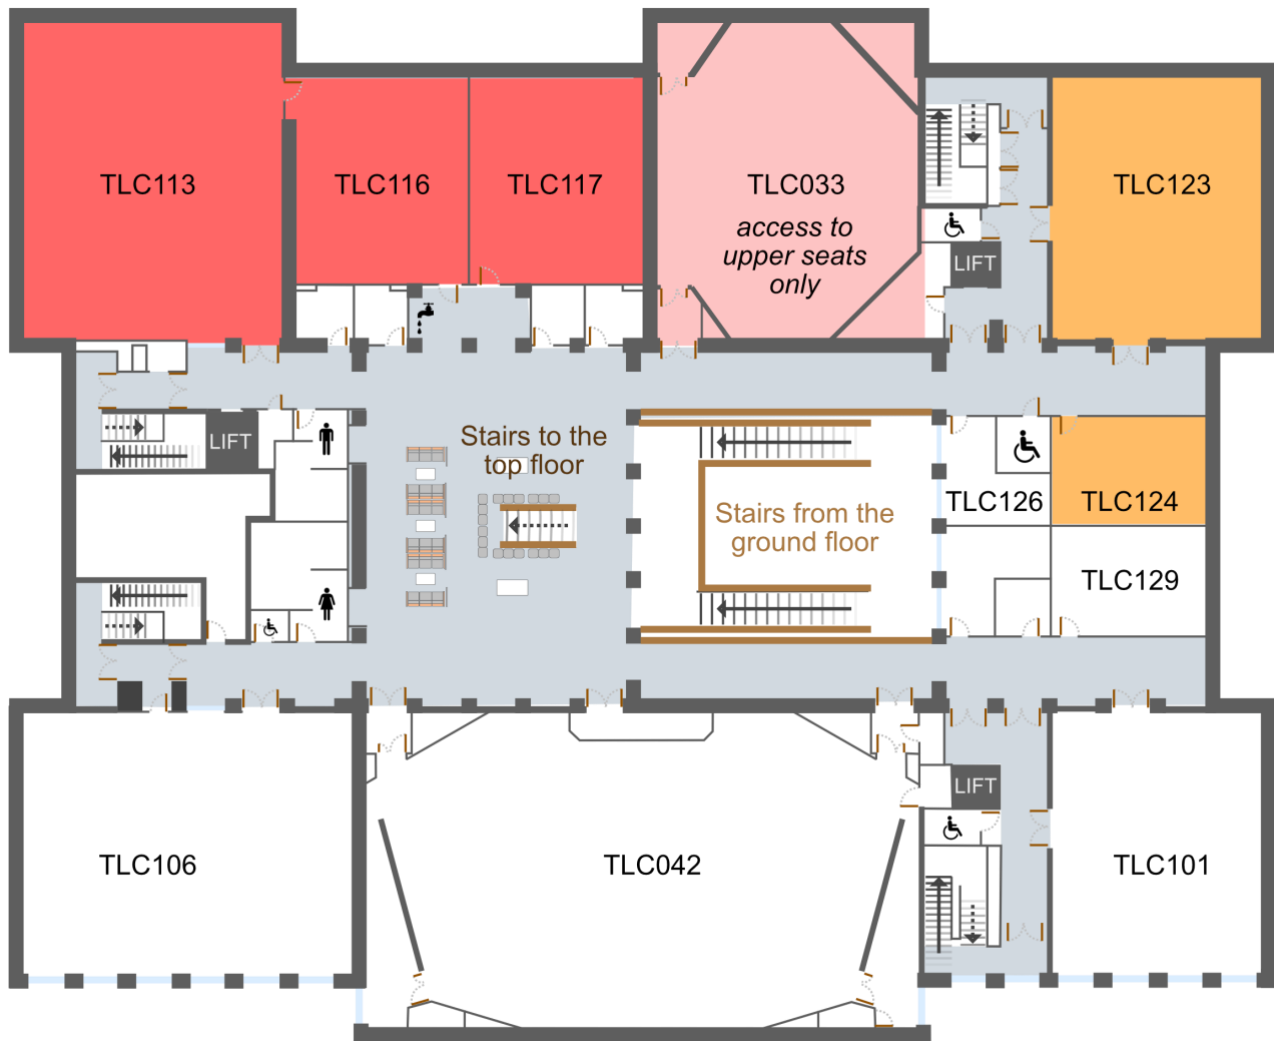 TLC113
TLC116
TLC117
TLC033
access to
upper seats
only
TLC123
LIFT
LIFT
Stairs to the
top floor
Stairs from the
ground floor
TLC126
TLC124
TLC129
LIFT
TLC106
TLC042
TLC101